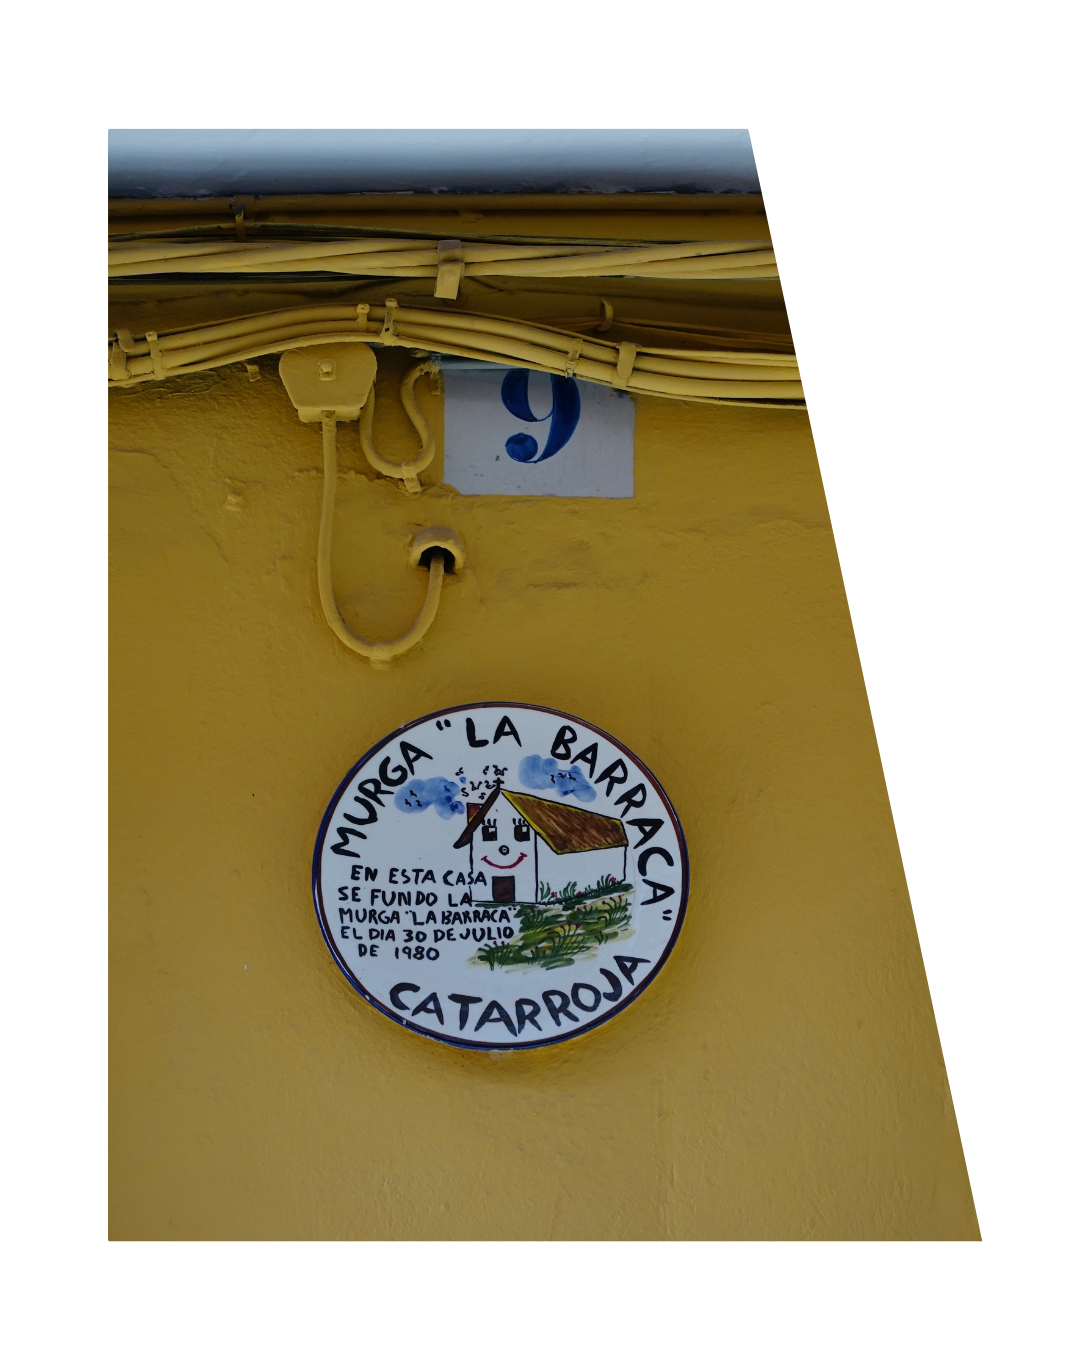 9
MURGA "LA BARRACA"
EN ESTA CASA
SE FUNDO LA
MURGA "LA BARRACA"
EL DIA 30 DE JULIO
DE 1980
CATARROJA